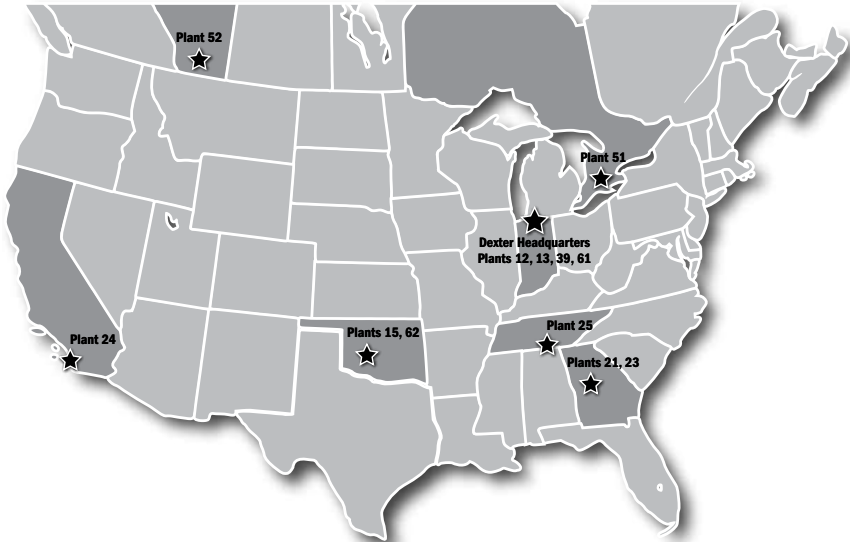 Plant 52
Plant 51
Dexter Headquarters
Plants 12, 13, 39, 61
Plant 24
Plants 15, 62
Plant 25
Plants 21, 23